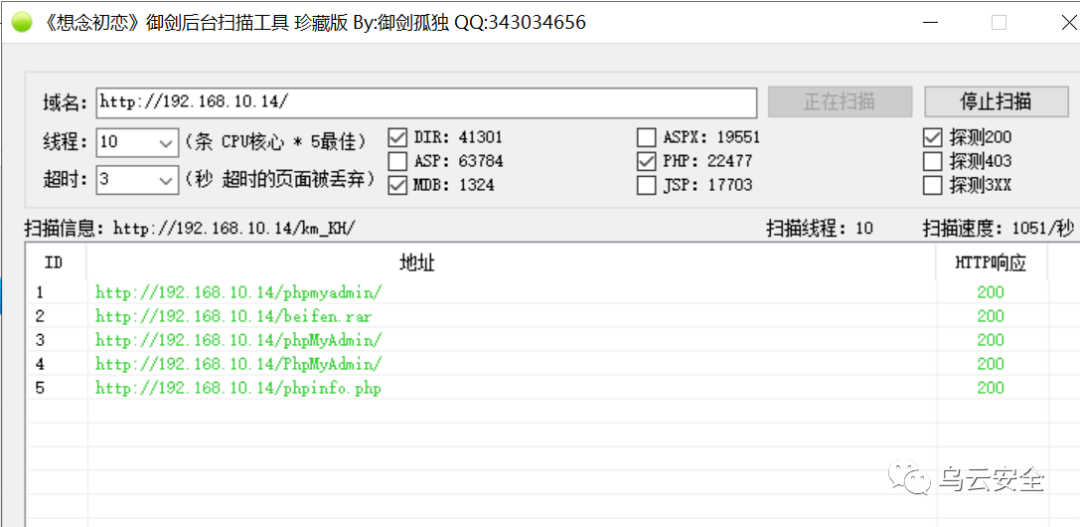 《想念初恋》御剑后台扫描工具 珍藏版 By:御剑孤独 QQ:343034656
域名: http://192.168.10.14/ 正在扫描 停止扫描
线程: 10 (条 CPU核心 * 5最佳) DIR: 41301 ASPX: 19551 探测200
ASP: 63784 PHP: 22477 探测403
超时: 3 (秒 超时的页面被丢弃) MDB: 1324 JSP: 17703 探测3XX
扫描信息: http://192.168.10.14/km_KH/ 扫描线程: 10 扫描速度: 1051/秒
ID 地址 HTTP响应
1 http://192.168.10.14/phpmyadmin/ 200
2 http://192.168.10.14/beifen.rar 200
3 http://192.168.10.14/phpMyAdmin/ 200
4 http://192.168.10.14/PhpMyAdmin/ 200
5 http://192.168.10.14/phpinfo.php 200
乌云安全